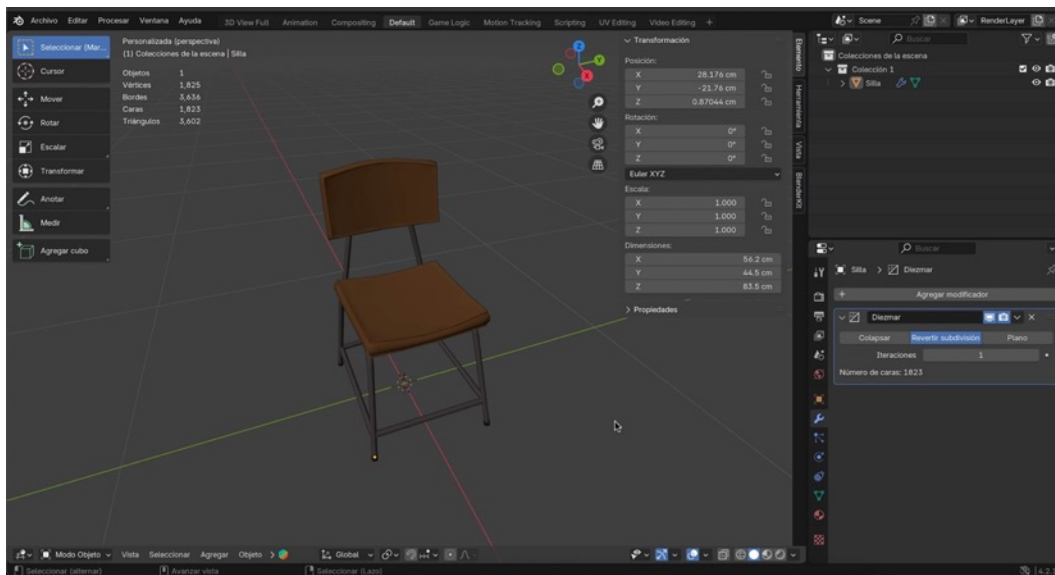 Archivo Editar Procesar Ventana Ayuda 3D View Full Animation Compositing Default Game Logic Motion Tracking Scripting UV Editing Video Editing + Scene RenderLayer
Seleccionar (Mar...
Cursor
Mover
Rotar
Escalar
Transformar
Anotar
Medir
Agregar cubo
Personalizada (perspectiva)
(1) Colecciones de la escena | Silla
Objetos 1
Vértices 1,825
Bordes 3,636
Caras 1,823
Triángulos 3,602
Transformación
Posición:
X 28.176 cm
Y -21.76 cm
Z 0.87044 cm
Rotación:
X 0°
Y 0°
Z 0°
Euler XYZ
Escala:
X 1.000
Y 1.000
Z 1.000
Dimensiones:
X 56.2 cm
Y 44.5 cm
Z 83.5 cm
Propiedades
Elemento
Herramienta
Vista
BlenderKit
Buscar
Colecciones de la escena
Colección 1
Silla
Buscar
Silla > Diezmar
+ Agregar modificador
Diezmar
Colapsar Revertir subdivisión Plano
Iteraciones 1
Número de caras: 1823
Modo Objeto Vista Seleccionar Agregar Objeto Global
Seleccionar (alternar) Avanzar vista Seleccionar (Lazo)
X
Y
Z